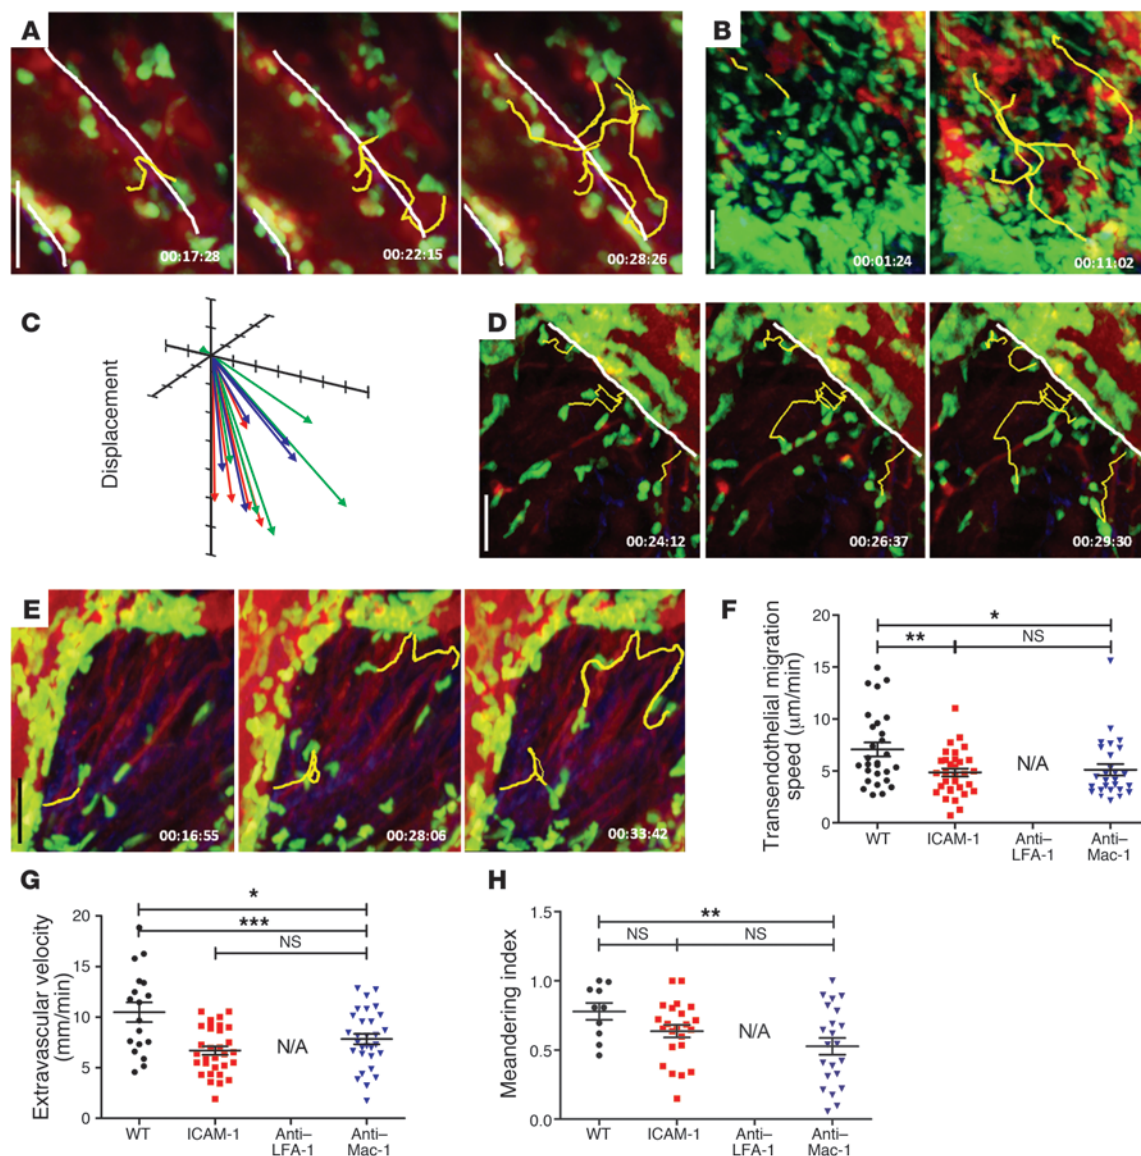 A
00:17:28
00:22:15
00:28:26
B
00:01:24
00:11:02
C
Displacement
D
00:24:12
00:26:37
00:29:30
E
00:16:55
00:28:06
00:33:42
F
Transendothelial migration
speed (μm/min)
20
15
10
5
0
*
**
NS
N/A
WT
ICAM-1
Anti–
LFA-1
Anti–
Mac-1
G
Extravascular velocity
(mm/min)
20
15
10
5
0
*
***
NS
N/A
WT
ICAM-1
Anti–
LFA-1
Anti–
Mac-1
H
Meandering index
1.5
1.0
0.5
0.0
**
NS
NS
N/A
WT
ICAM-1
Anti–
LFA-1
Anti–
Mac-1